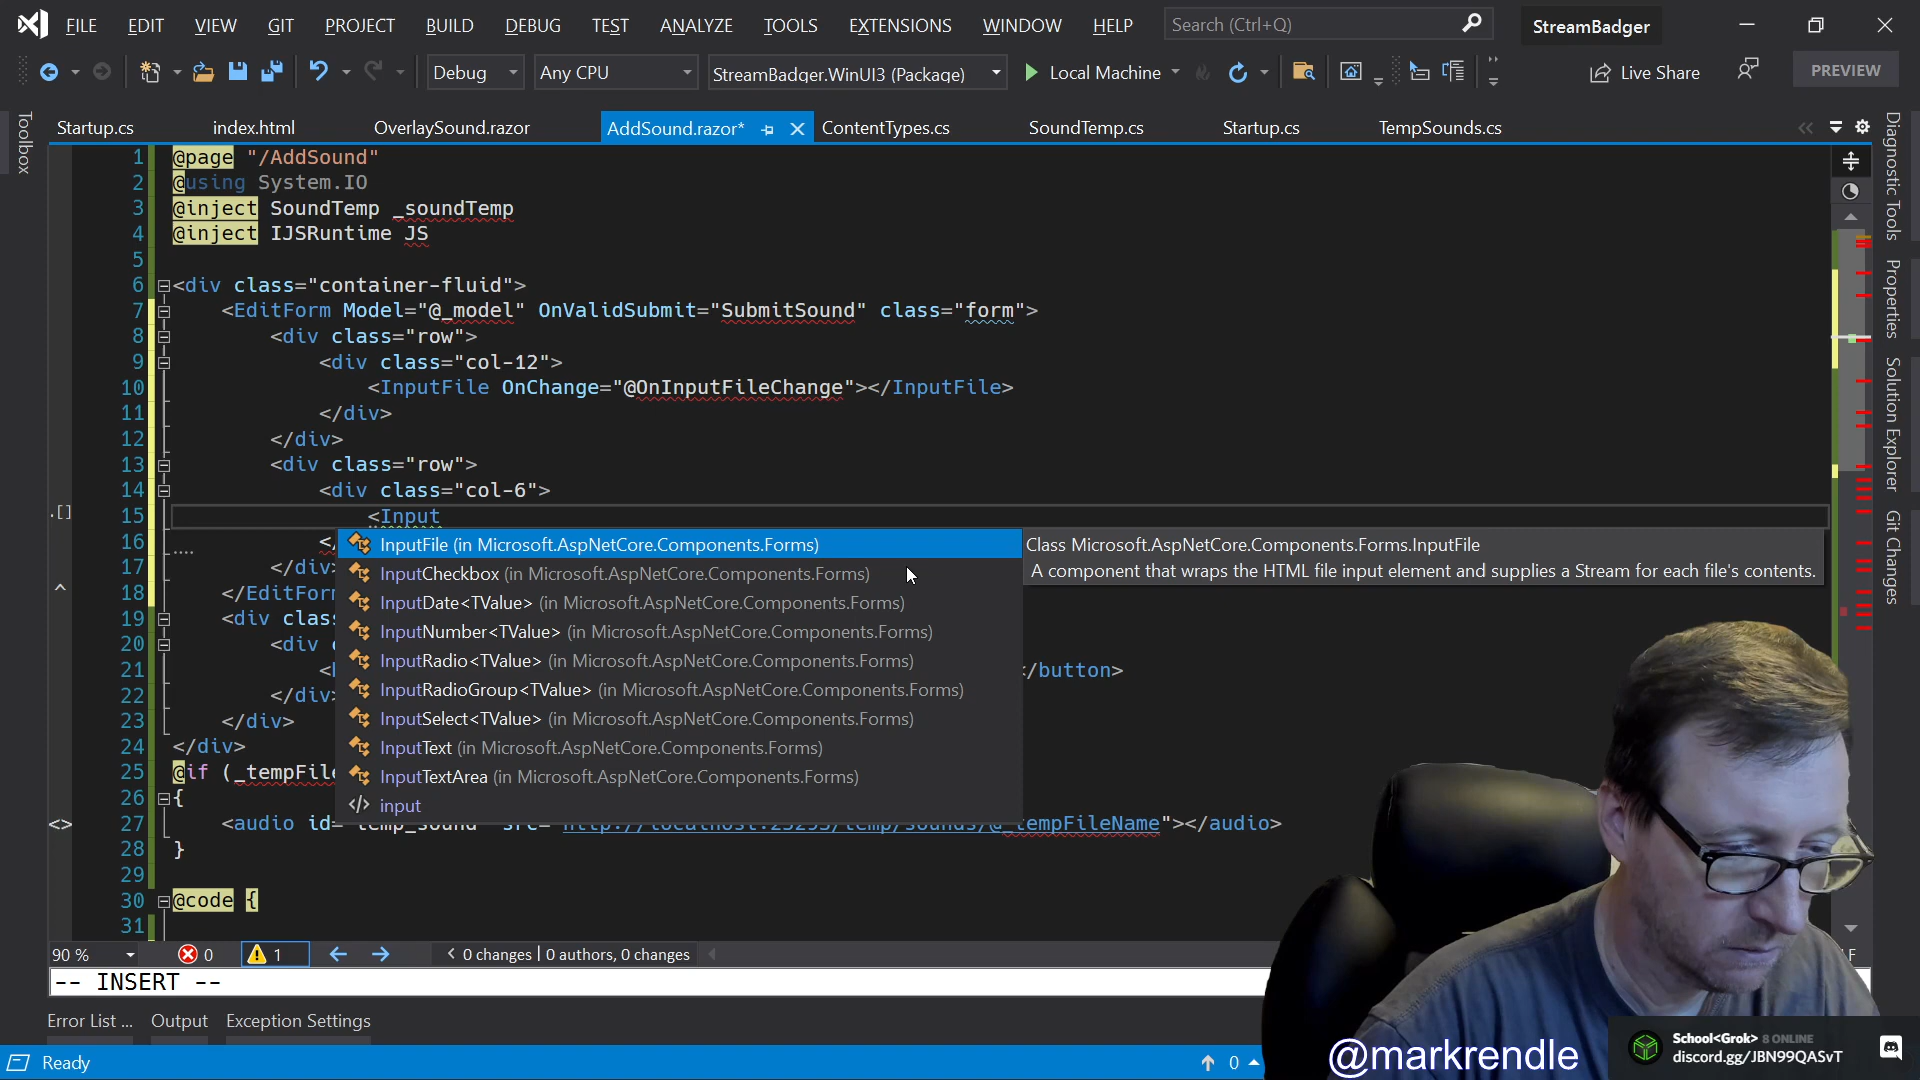 FILE EDIT VIEW GIT PROJECT BUILD DEBUG TEST ANALYZE TOOLS EXTENSIONS WINDOW HELP Search (Ctrl+Q) StreamBadger
Debug Any CPU StreamBadger.WinUI3 (Package) Local Machine Live Share PREVIEW
Toolbox
Startup.cs index.html OverlaySound.razor AddSound.razor* ContentTypes.cs SoundTemp.cs Startup.cs TempSounds.cs
1 @page "/AddSound"
2 @using System.IO
3 @inject SoundTemp _soundTemp
4 @inject IJSRuntime JS
5
6 <div class="container-fluid">
7 <EditForm Model="@_model" OnValidSubmit="SubmitSound" class="form">
8 <div class="row">
9 <div class="col-12">
10 <InputFile OnChange="@OnInputFileChange"></InputFile>
11 </div>
12 </div>
13 <div class="row">
14 <div class="col-6">
15 <Input
16 </
17 </div>
18 </EditForm
19 <div class
20 <div c
21 < </button>
22 </div>
23 </div>
24 </div>
25 @if (_tempFile
26 {
27 <audio id="temp_sound" src="http://localhost:25293/temp/sounds/@_tempFileName"></audio>
28 }
29
30 @code {
31
InputFile (in Microsoft.AspNetCore.Components.Forms)
InputCheckbox (in Microsoft.AspNetCore.Components.Forms)
InputDate<TValue> (in Microsoft.AspNetCore.Components.Forms)
InputNumber<TValue> (in Microsoft.AspNetCore.Components.Forms)
InputRadio<TValue> (in Microsoft.AspNetCore.Components.Forms)
InputRadioGroup<TValue> (in Microsoft.AspNetCore.Components.Forms)
InputSelect<TValue> (in Microsoft.AspNetCore.Components.Forms)
InputText (in Microsoft.AspNetCore.Components.Forms)
InputTextArea (in Microsoft.AspNetCore.Components.Forms)
input
Class Microsoft.AspNetCore.Components.Forms.InputFile
A component that wraps the HTML file input element and supplies a Stream for each file's contents.
Diagnostic Tools
Properties
Solution Explorer
Git Changes
90 % 0 1 0 changes | 0 authors, 0 changes
-- INSERT --
Error List ... Output Exception Settings
Ready 0
@markrendle
School<Grok> 8 ONLINE
discord.gg/JBN99QASvT